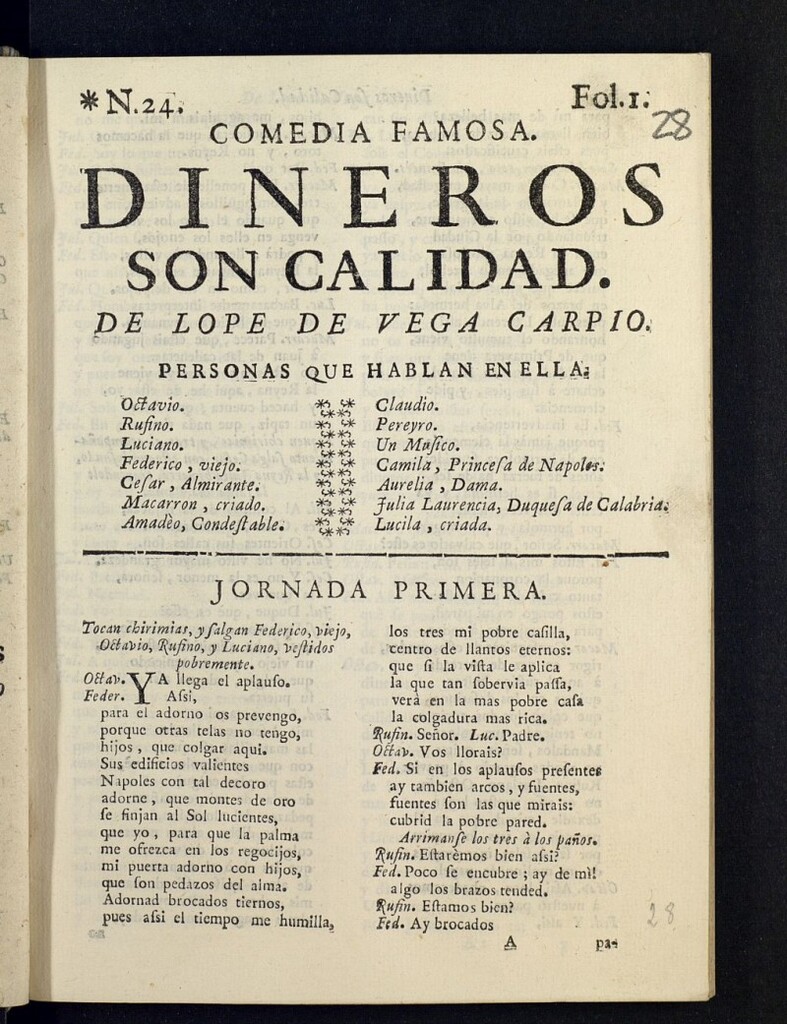 *N.24.
Fol.1.
28
COMEDIA FAMOSA.
DINEROS
SON CALIDAD.
DE LOPE DE VEGA CARPIO.
PERSONAS QUE HABLAN EN ELLA:
Octavio.
Rufino.
Luciano.
Federico , viejo.
Ceſar , Almirante.
Macarron , criado.
Amadèo, Condeſtable.
Claudio.
Pereyro.
Un Muſico.
Camila, Princeſa de Napoles.
Aurelia , Dama.
Julia Laurencia, Duqueſa de Calabria.
Lucila , criada.
JORNADA PRIMERA.
Tocan chirimias, y ſalgan Federico, viejo,
Octavio, Rufino, y Luciano, veſtidos
pobremente.
Octav. YA llega el aplauſo.
Feder. Aſsi,
para el adorno os prevengo,
porque otras telas no tengo,
hijos, que colgar aqui.
Sus edificios valientes
Napoles con tal decoro
adorne, que montes de oro
ſe finjan al Sol lucientes,
que yo, para que la palma
me ofrezca en los regocijos,
mi puerta adorno con hijos,
que ſon pedazos del alma.
Adornad brocados tiernos,
pues aſsi el tiempo me humilla,
los tres mi pobre caſilla,
centro de llantos eternos:
que ſi la viſta le aplica
la que tan ſobervia paſſa,
verà en la mas pobre caſa
la colgadura mas rica.
Rufin. Señor. Luc. Padre.
Octav. Vos llorais?
Fed. Si en los aplauſos preſentes
ay tambien arcos, y fuentes,
fuentes ſon las que mirais:
cubrid la pobre pared.
Arrimanſe los tres à los paños.
Rufin. Eſtarèmos bien aſsi?
Fed. Poco ſe encubre ; ay de mi!
algo los brazos tended.
Rufin. Eſtamos bien?
Fed. Ay brocados
A
pa-
28